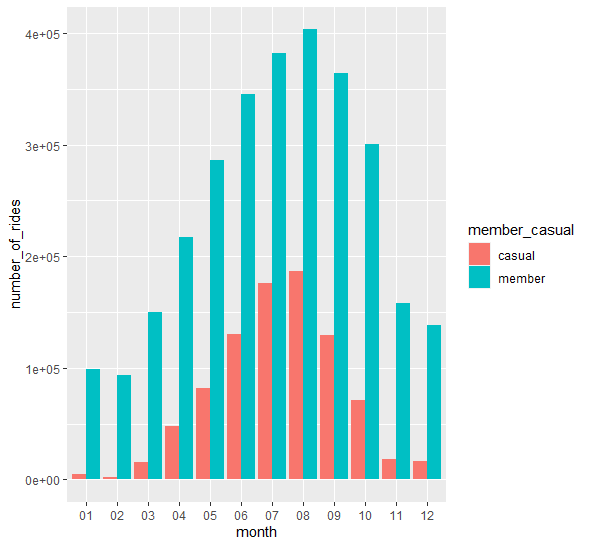 4e+05
3e+05
2e+05
1e+05
0e+00
number_of_rides
01 02 03 04 05 06 07 08 09 10 11 12
month
member_casual
casual
member